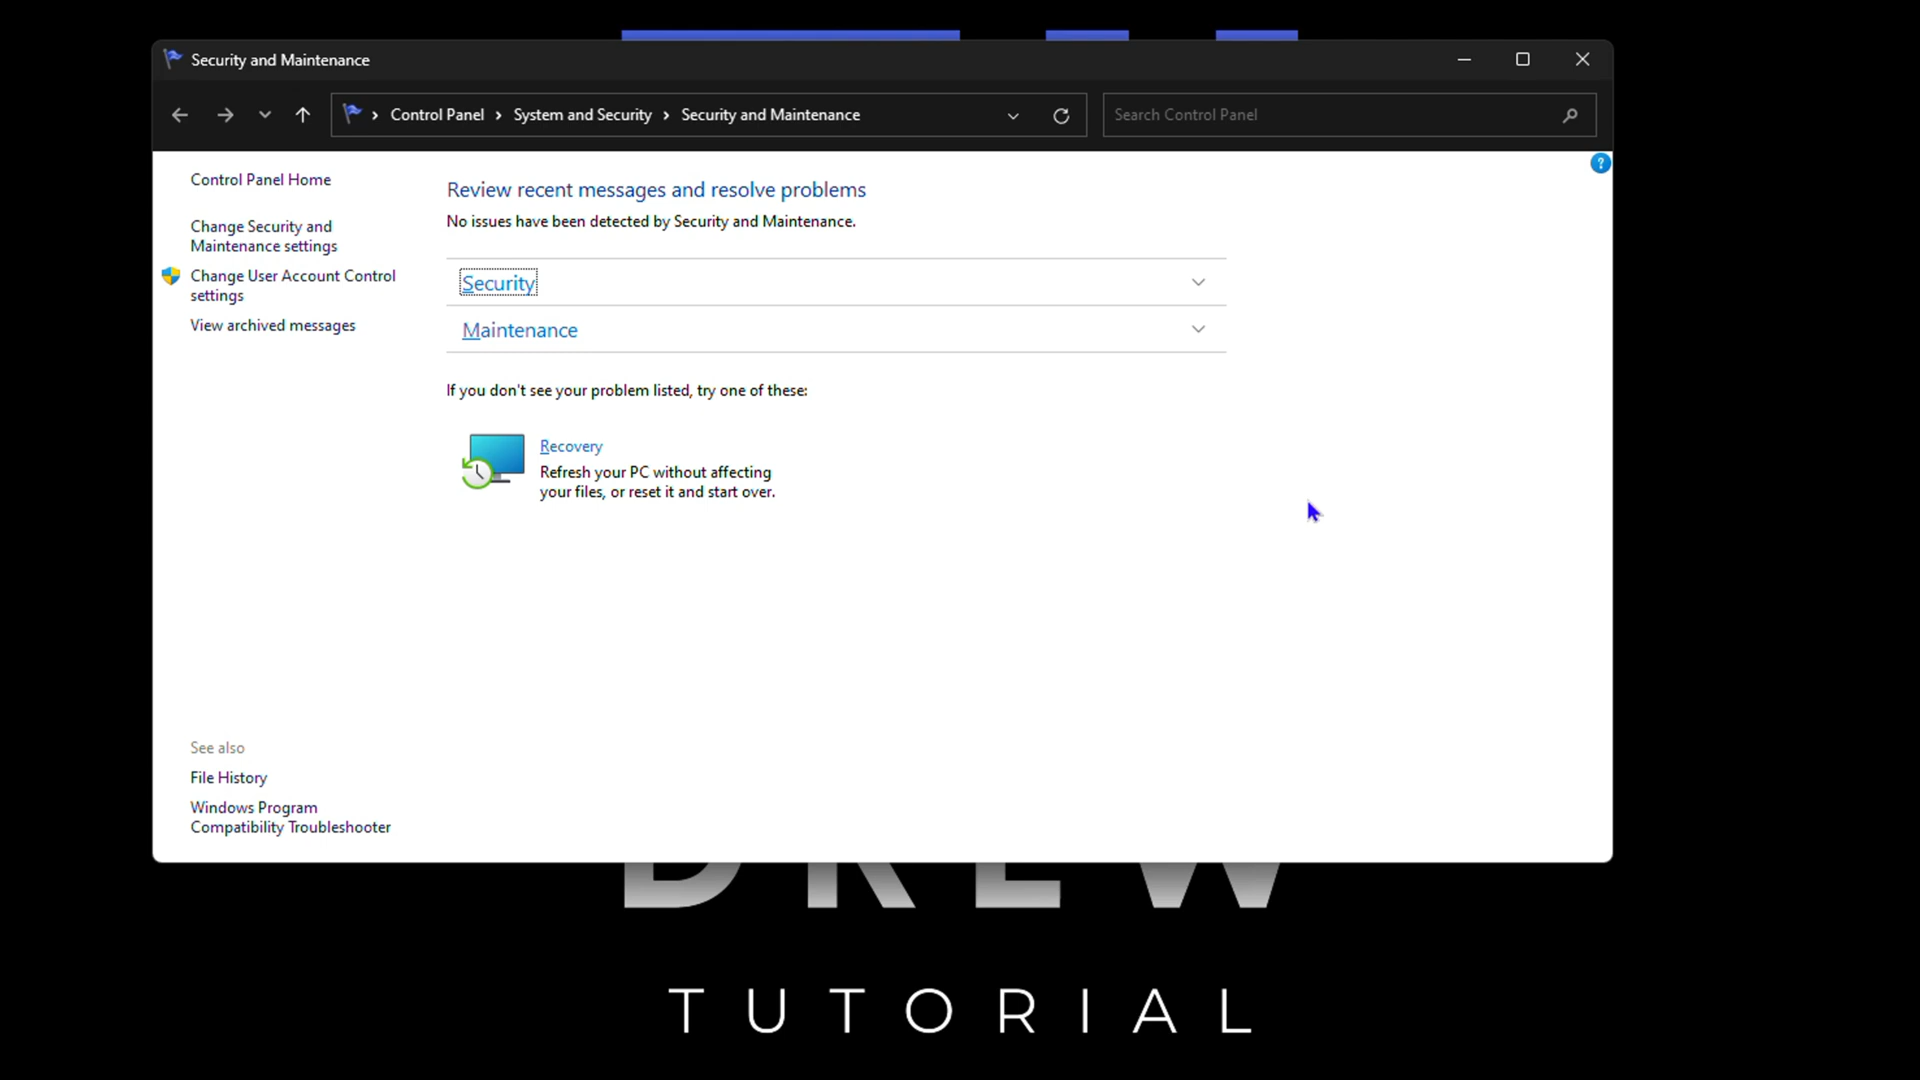 Security and Maintenance
Control Panel > System and Security > Security and Maintenance
Search Control Panel
?
Control Panel Home
Change Security and
Maintenance settings
Change User Account Control
settings
View archived messages
Review recent messages and resolve problems
No issues have been detected by Security and Maintenance.
Security
Maintenance
If you don't see your problem listed, try one of these:
Recovery
Refresh your PC without affecting
your files, or reset it and start over.
See also
File History
Windows Program
Compatibility Troubleshooter
DREW
TUTORIAL